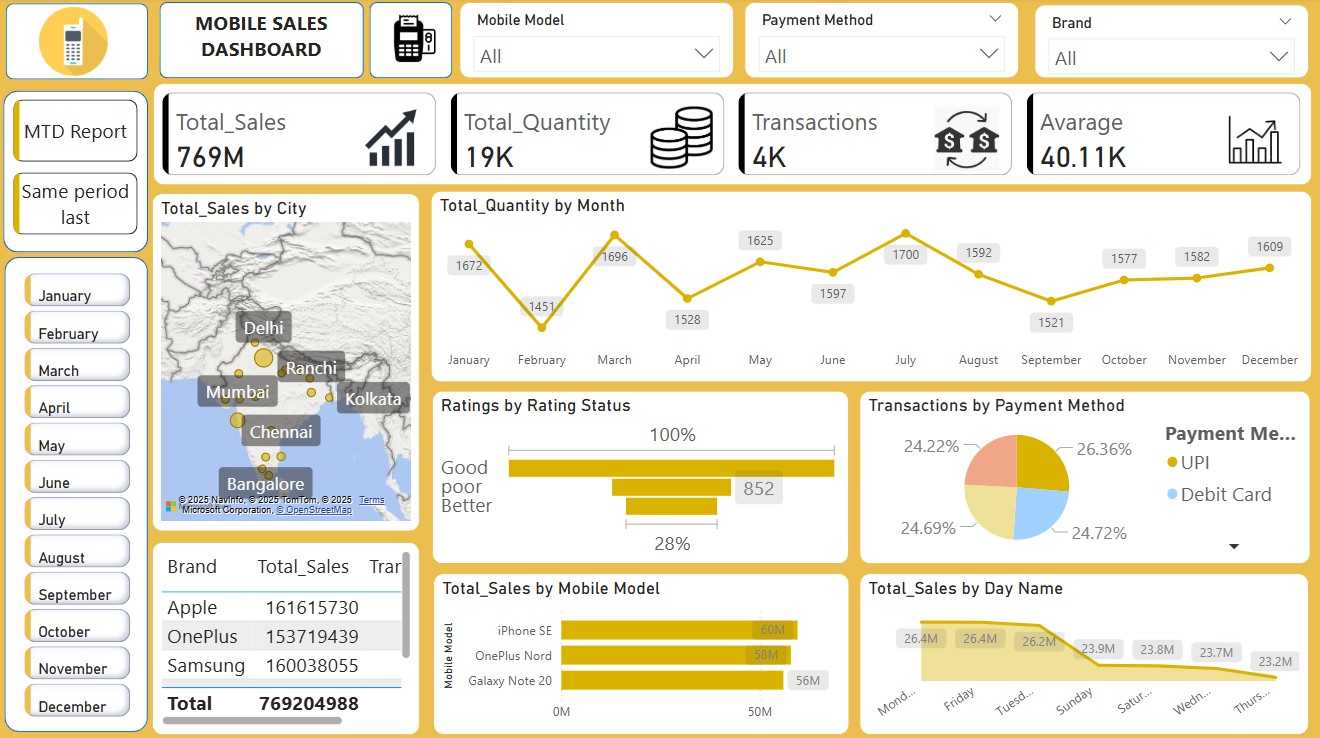 MOBILE SALES
DASHBOARD
Mobile Model
All
Payment Method
All
Brand
All
MTD Report
Same period
last
Total_Sales
769M
Total_Quantity
19K
Transactions
4K
Avarage
40.11K
January
February
March
April
May
June
July
August
September
October
November
December
Total_Sales by City
Delhi
Ranchi
Mumbai
Kolkata
Chennai
Bangalore
© 2025 NavInfo, © 2025 TomTom, © 2025 Terms
Microsoft Corporation, © OpenStreetMap
Total_Quantity by Month
1672
1451
1696
1528
1625
1597
1700
1592
1521
1577
1582
1609
January February March April May June July August September October November December
Ratings by Rating Status
100%
Good
poor
852
Better
28%
Transactions by Payment Method
24.22%
26.36%
24.69%
24.72%
Payment Me...
UPI
Debit Card
Brand Total_Sales Trar
Apple 161615730
OnePlus 153719439
Samsung 160038055
Total 769204988
Total_Sales by Mobile Model
Mobile Model
iPhone SE 60M
OnePlus Nord 58M
Galaxy Note 20 56M
0M 50M
Total_Sales by Day Name
26.4M 26.4M 26.2M 23.9M 23.8M 23.7M 23.2M
Mond... Friday Tuesd... Sunday Satur... Wedn... Thurs...